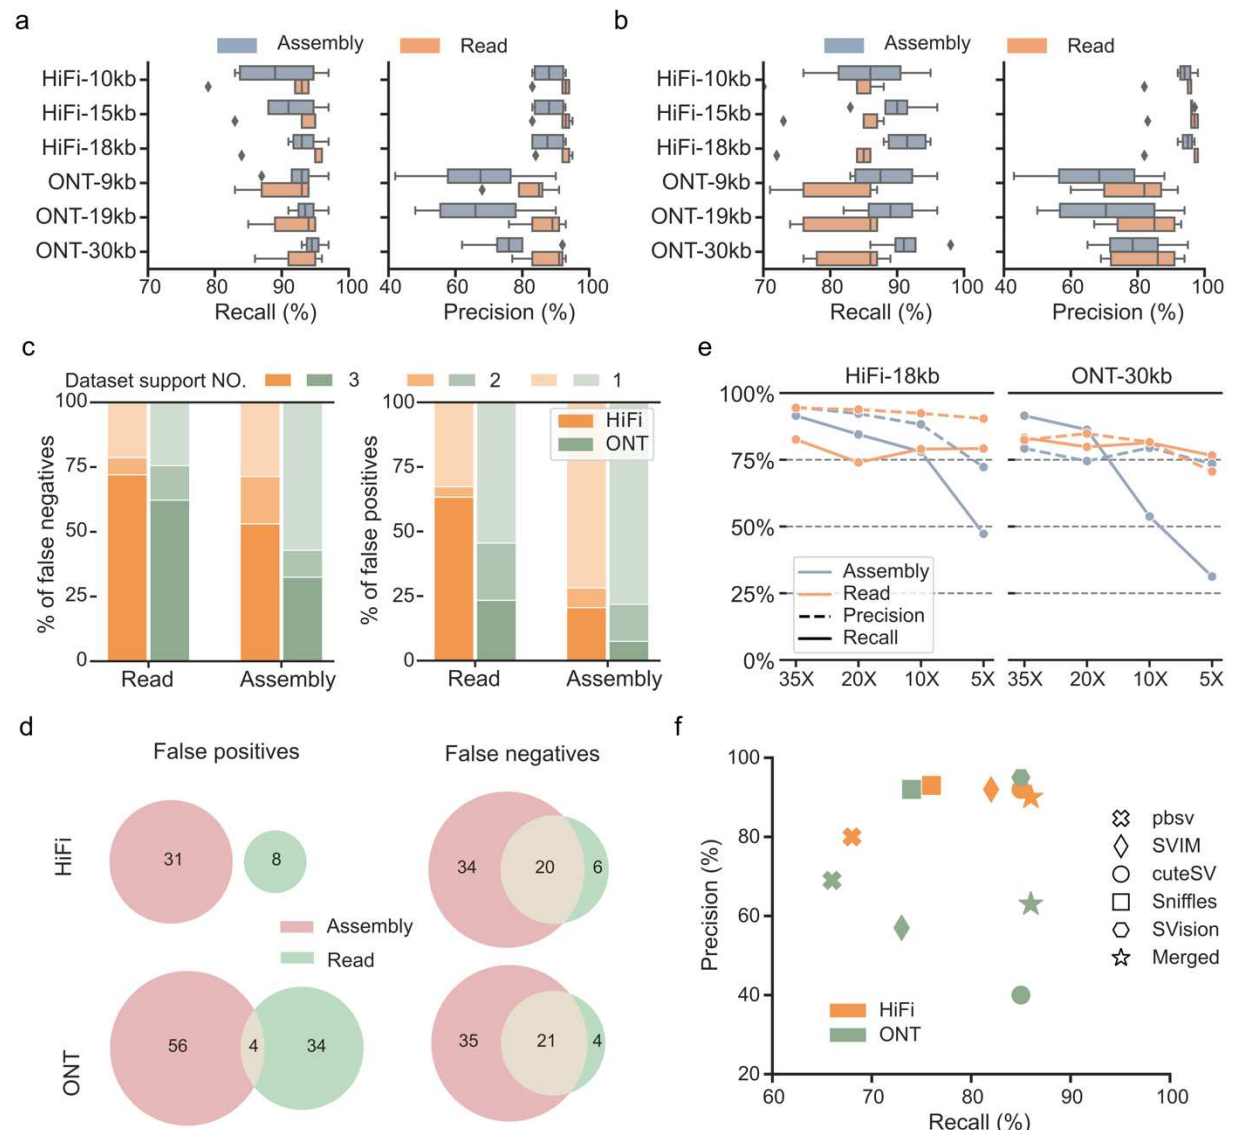 a
Assembly Read
HiFi-10kb
HiFi-15kb
HiFi-18kb
ONT-9kb
ONT-19kb
ONT-30kb
70 80 90 100
Recall (%)
40 60 80 100
Precision (%)
b
Assembly Read
HiFi-10kb
HiFi-15kb
HiFi-18kb
ONT-9kb
ONT-19kb
ONT-30kb
70 80 90 100
Recall (%)
40 60 80 100
Precision (%)
c
Dataset support NO. 3 2 1
% of false negatives
100
75
50
25
0
Read Assembly
% of false positives
100
75
50
25
0
HiFi
ONT
Read Assembly
e
HiFi-18kb ONT-30kb
100%
75%
50%
25%
0%
Assembly
Read
Precision
Recall
35X 20X 10X 5X
35X 20X 10X 5X
d
False positives False negatives
HiFi
31 8
34 20 6
Assembly
Read
ONT
56 4 34
35 21 4
f
Precision (%)
100
80
60
40
20
pbsv
SVIM
cuteSV
Sniffles
SVision
Merged
HiFi
ONT
60 70 80 90 100
Recall (%)